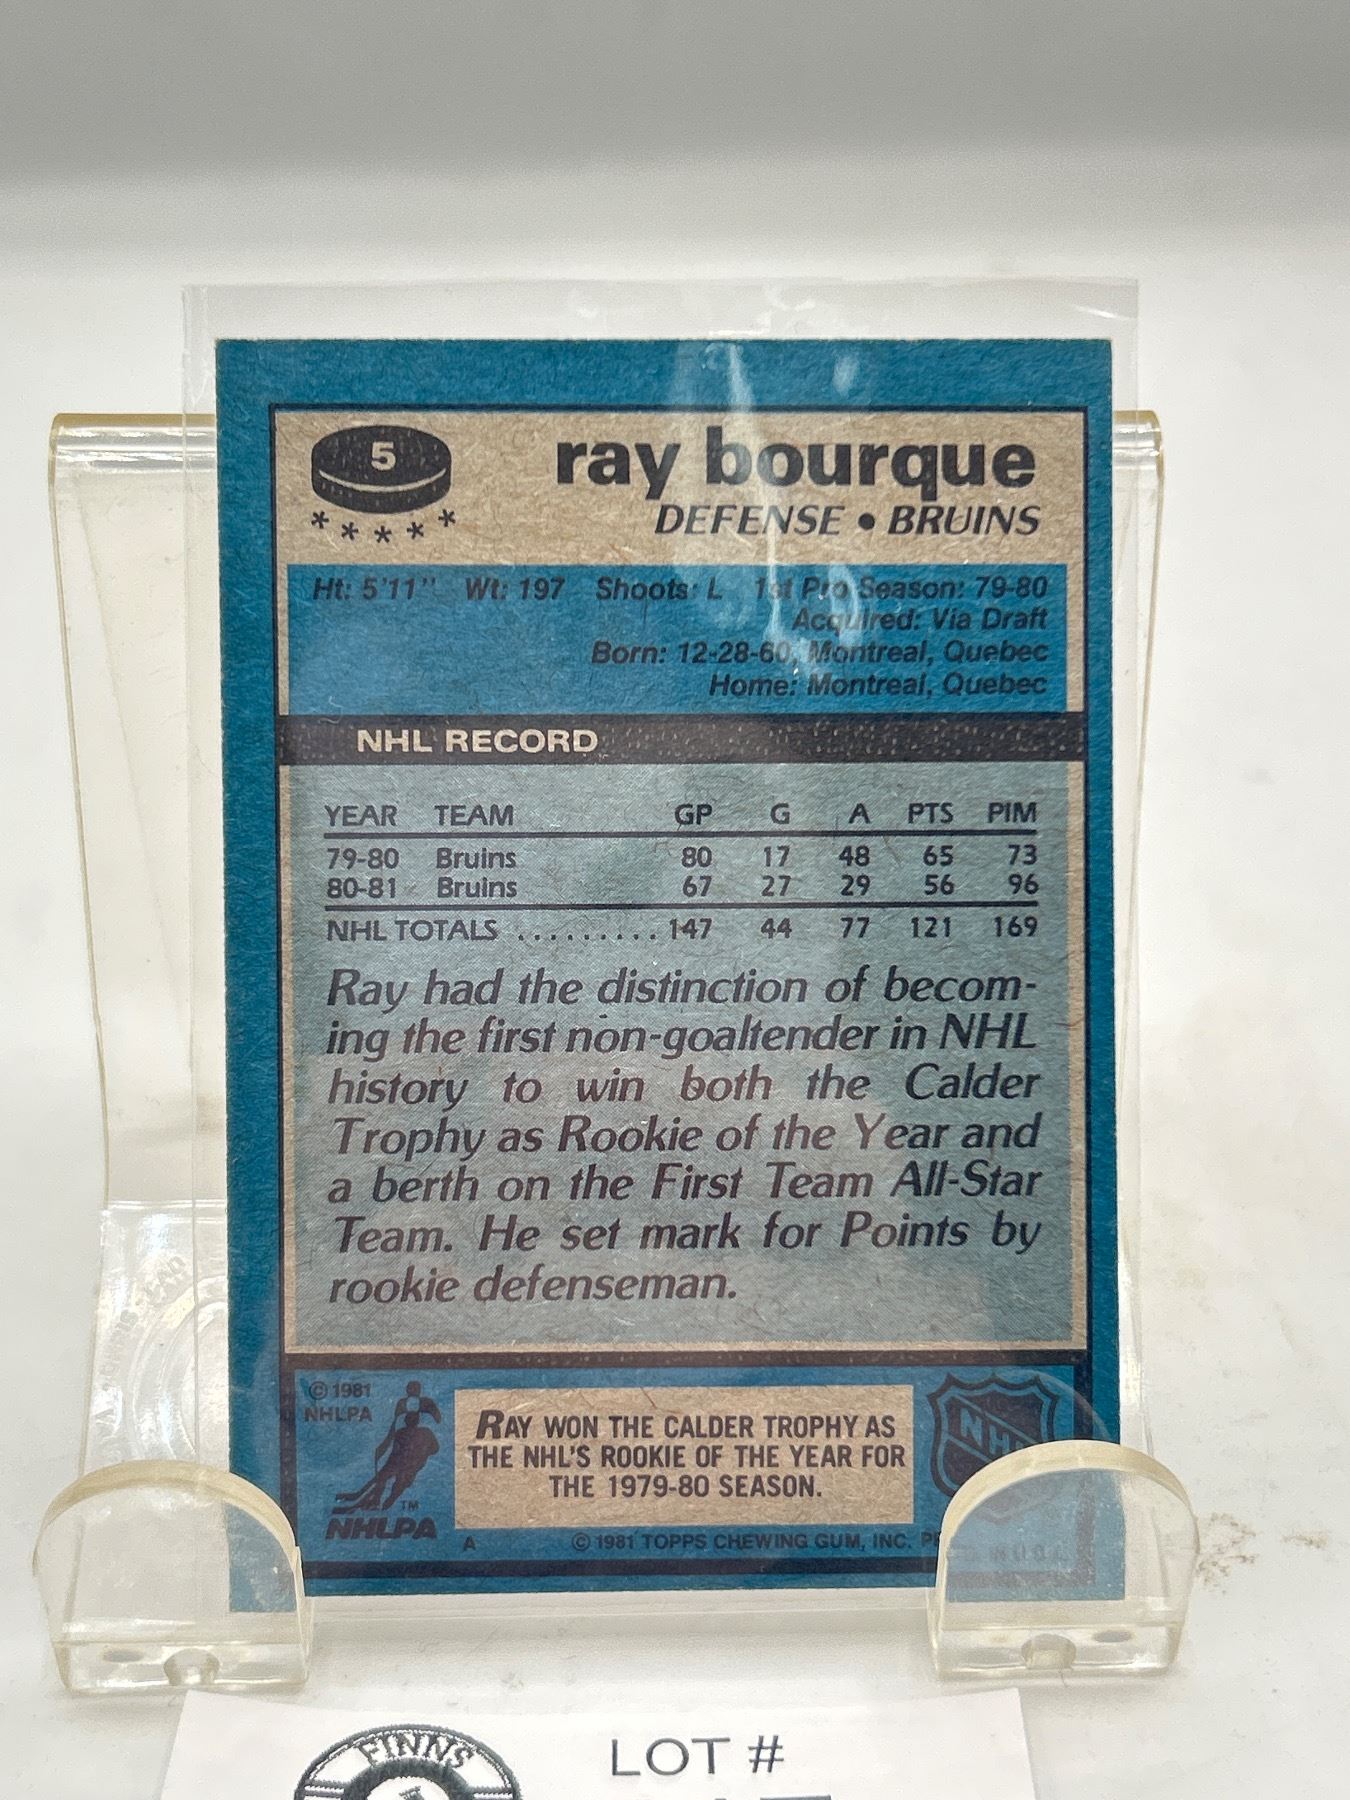 5
ray bourque
* * * * *
DEFENSE • BRUINS
Ht: 5'11" Wt: 197 Shoots: L 1st Pro Season: 79-80
Acquired: Via Draft
Born: 12-28-60, Montreal, Quebec
Home: Montreal, Quebec
NHL RECORD
YEAR TEAM GP G A PTS PIM
79-80 Bruins 80 17 48 65 73
80-81 Bruins 67 27 29 56 96
NHL TOTALS ......... 147 44 77 121 169
Ray had the distinction of becom-
ing the first non-goaltender in NHL
history to win both the Calder
Trophy as Rookie of the Year and
a berth on the First Team All-Star
Team. He set mark for Points by
rookie defenseman.
© 1981
NHLPA
TM
NHLPA
RAY WON THE CALDER TROPHY AS
THE NHL'S ROOKIE OF THE YEAR FOR
THE 1979-80 SEASON.
NHL
A © 1981 TOPPS CHEWING GUM, INC.
FINNS
LOT #